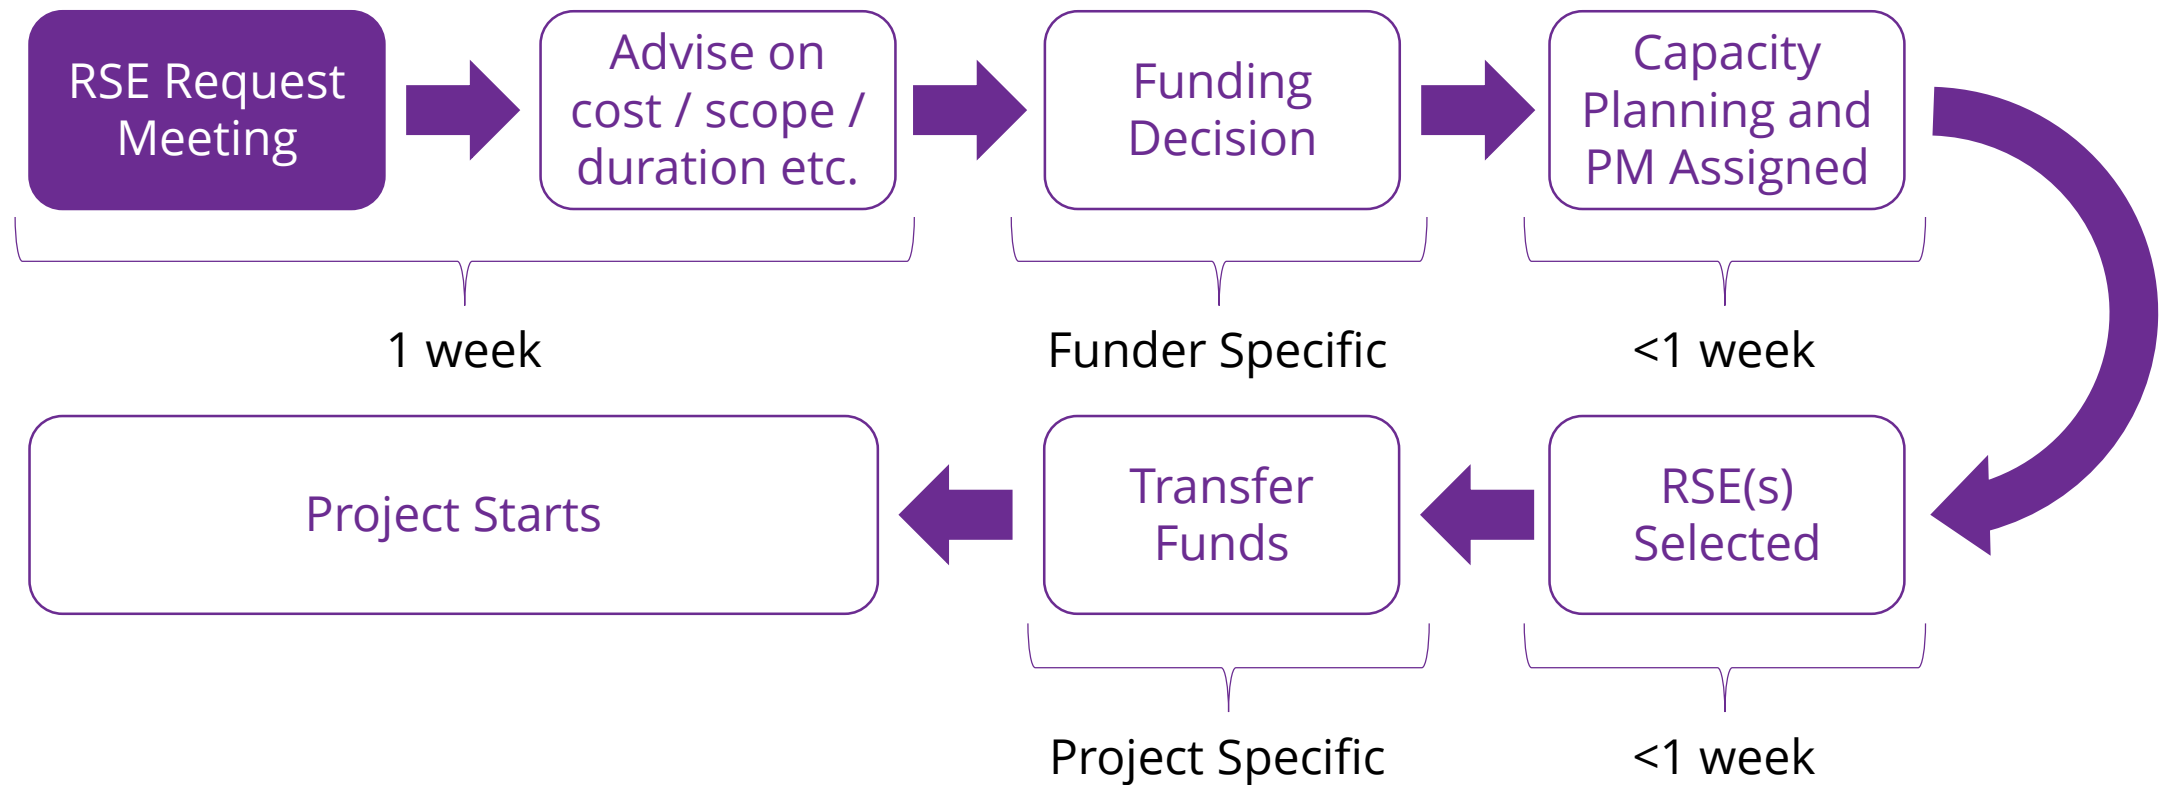 RSE Request
Meeting
Advise on
cost / scope /
duration etc.
Funding
Decision
Capacity
Planning and
PM Assigned
1 week
Funder Specific
<1 week
RSE(s)
Selected
Transfer
Funds
Project Starts
<1 week
Project Specific